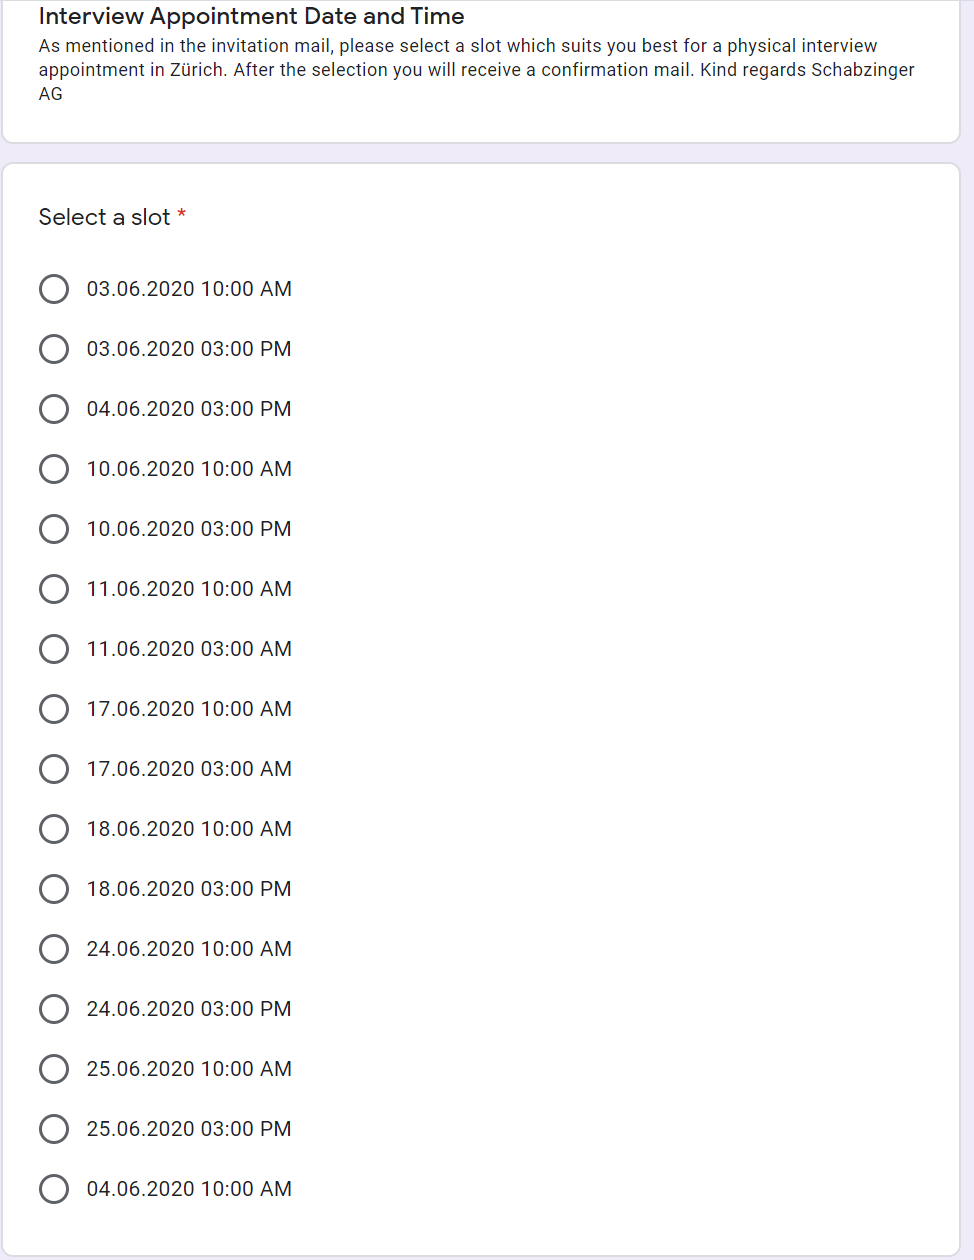 Interview Appointment Date and Time
As mentioned in the invitation mail, please select a slot which suits you best for a physical interview
appointment in Zürich. After the selection you will receive a confirmation mail. Kind regards Schabzinger
AG
Select a slot *
03.06.2020 10:00 AM
03.06.2020 03:00 PM
04.06.2020 03:00 PM
10.06.2020 10:00 AM
10.06.2020 03:00 PM
11.06.2020 10:00 AM
11.06.2020 03:00 AM
17.06.2020 10:00 AM
17.06.2020 03:00 AM
18.06.2020 10:00 AM
18.06.2020 03:00 PM
24.06.2020 10:00 AM
24.06.2020 03:00 PM
25.06.2020 10:00 AM
25.06.2020 03:00 PM
04.06.2020 10:00 AM